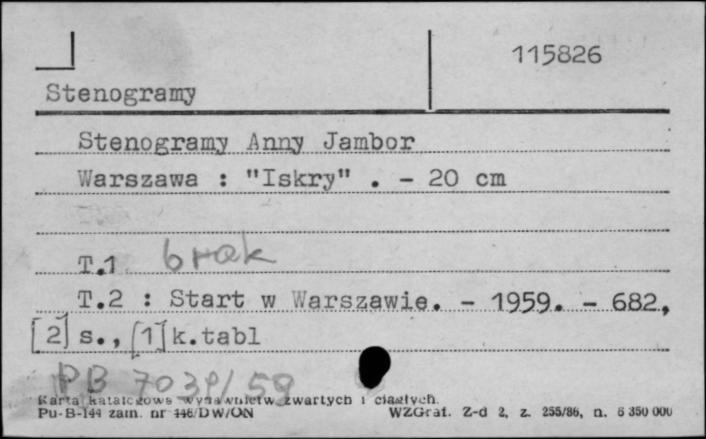 115826
Stenogramy
Stenogramy Anny Jambor
Warszawa : "Iskry" . - 20 cm
T.1 brak
T.2 : Start w Warszawie. - 1959. - 682,
[2] s., [1] k.tabl
PB 7039/59
Karta katalogowa wydawnictw zwartych i ciągłych.
Pu-B-144 zam. nr 446/DW/ON WZGraf. Z-d 2, z. 255/86, n. 6 350 000